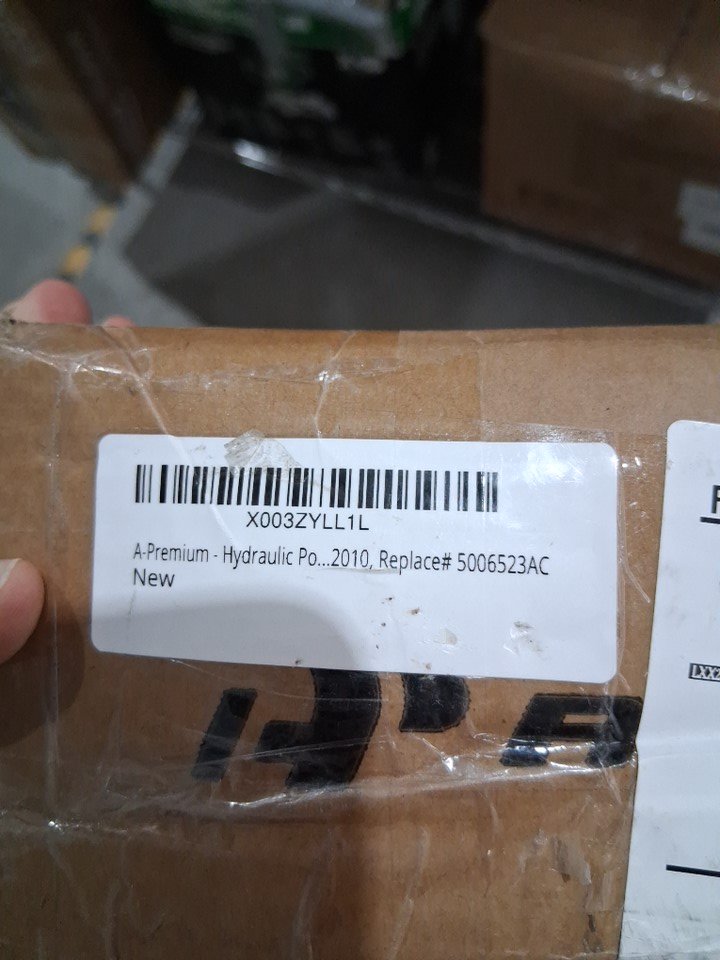 X003ZYLL1L
A-Premium - Hydraulic Po...2010, Replace# 5006523AC
New